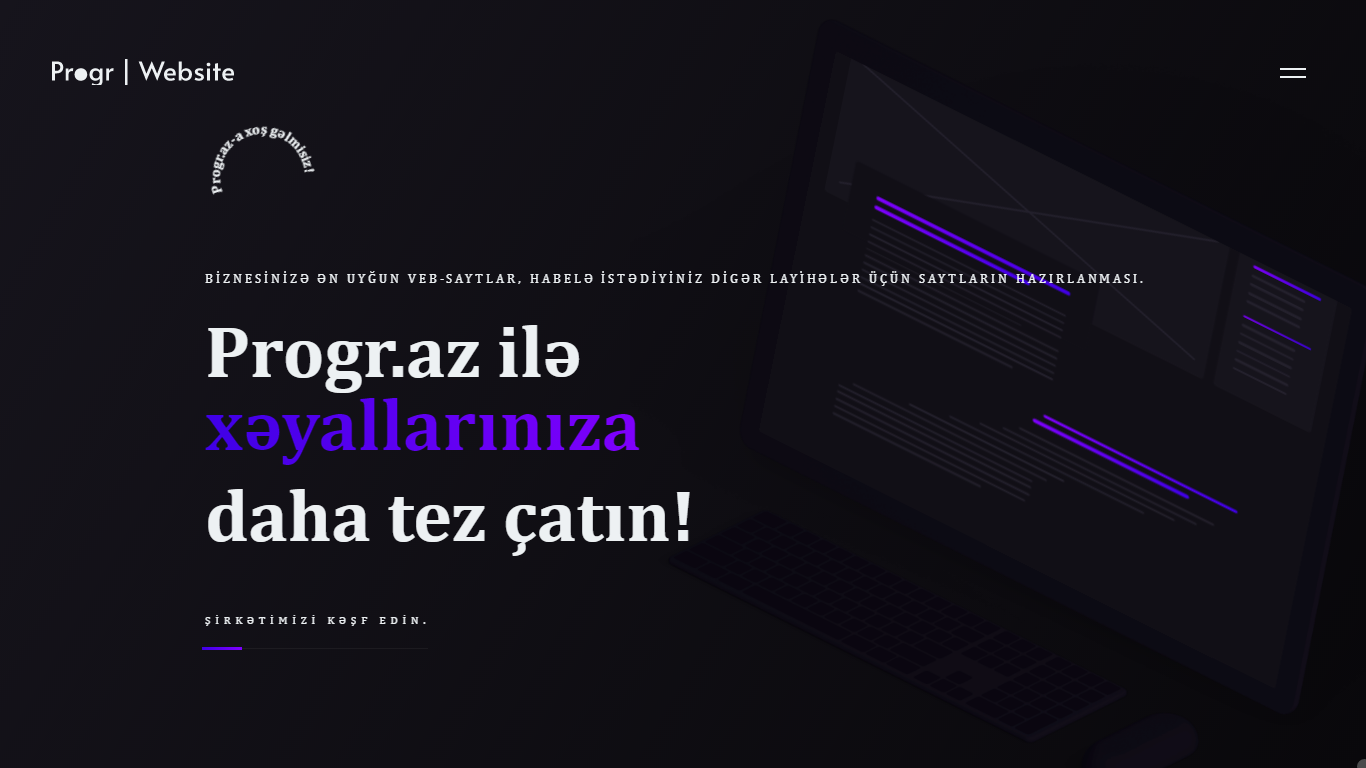 Progr | Website
Progr.az-a xoş gəlmisiz!
BİZNESİNİZƏ ƏN UYĞUN VEB-SAYTLAR, HABELƏ İSTƏDİYİNİZ DİGƏR LAYİHƏLƏR ÜÇÜN SAYTLARIN HAZIRLANMASI.
Progr.az ilə
xəyallarınıza
daha tez çatın!
ŞİRKƏTİMİZİ KƏŞF EDİN.